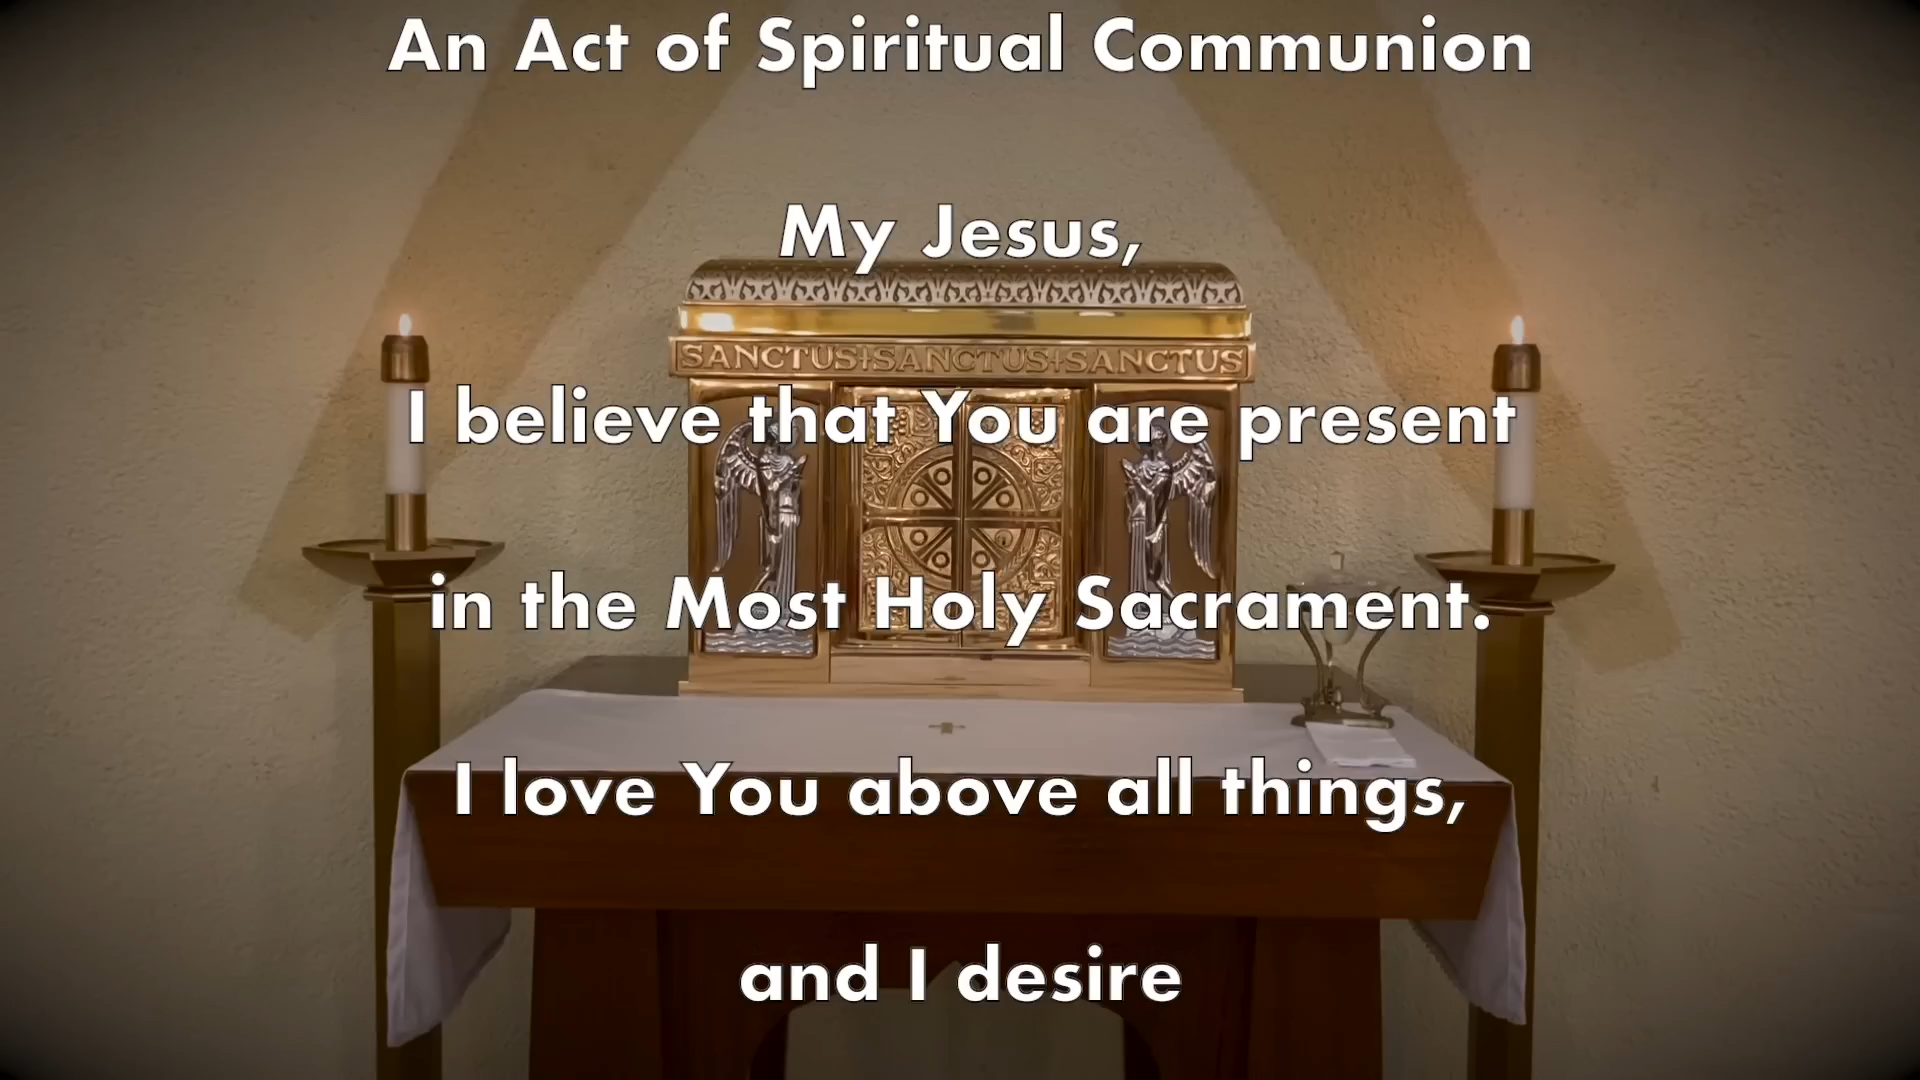 An Act of Spiritual Communion
My Jesus,
SANCTUS+SANCTUS+SANCTUS
I believe that You are present
in the Most Holy Sacrament.
I love You above all things,
and I desire